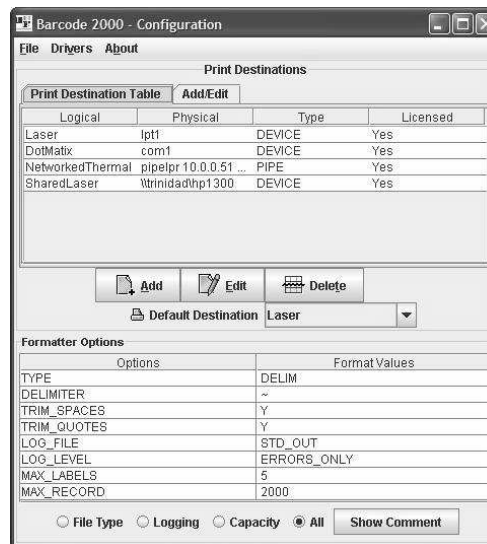 Barcode 2000 - Configuration
File Drivers About
Print Destinations
Print Destination Table Add/Edit
Logical Physical Type Licensed
Laser lpt1 DEVICE Yes
DotMatix com1 DEVICE Yes
NetworkedThermal pipelpr 10.0.0.51 ... PIPE Yes
SharedLaser \\trinidad\hp1300 DEVICE Yes
Add Edit Delete
Default Destination Laser
Formatter Options
Options Format Values
TYPE DELIM
DELIMITER ~
TRIM_SPACES Y
TRIM_QUOTES Y
LOG_FILE STD_OUT
LOG_LEVEL ERRORS_ONLY
MAX_LABELS 5
MAX_RECORD 2000
File Type Logging Capacity All Show Comment